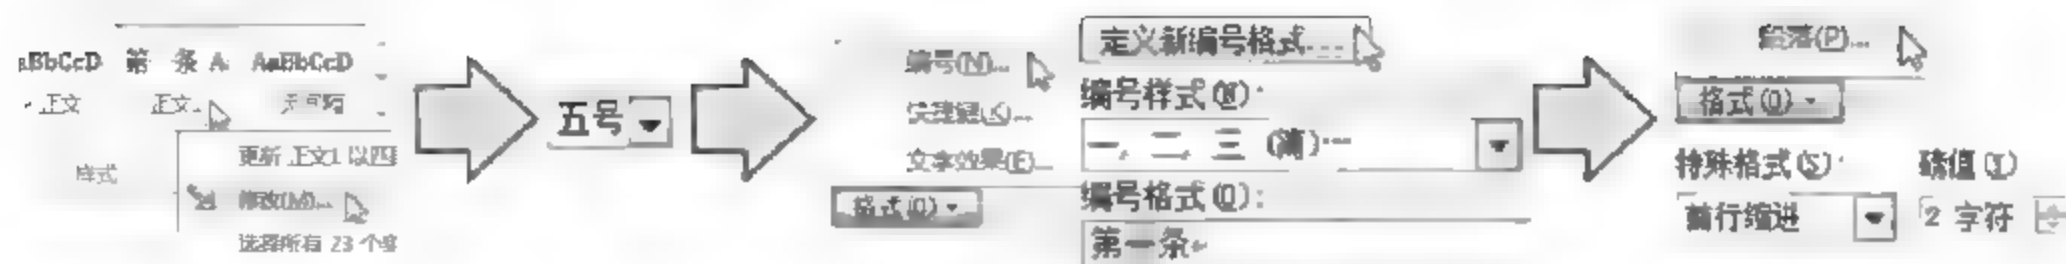 AaBbCcD 第 条 A AaBbCcD
正文 正文 无间隔
更新 正文1 以匹
样式
修改(M)...
选择所有 23 个
五号
编号(N)...
快捷键(K)...
文字效果(E)...
格式(O)
定义新编号格式...
编号样式(N):
一, 二, 三 (简)...
编号格式(O):
第一条
段落(P)...
格式(O)
特殊格式(S): 磅值(Y)
首行缩进 2 字符